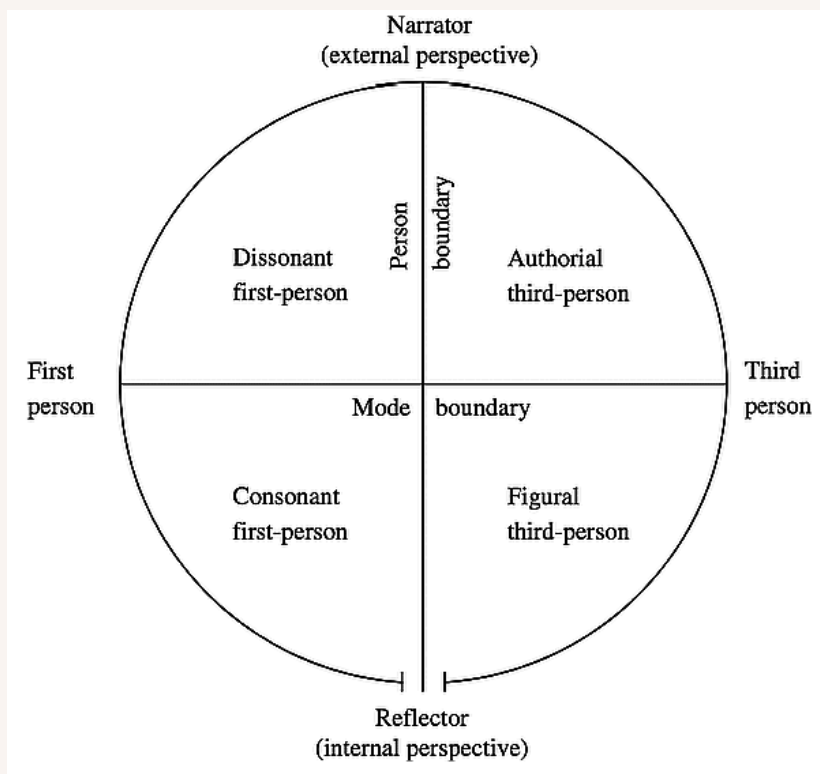 Narrator
(external perspective)
Person boundary
Dissonant
first-person
Authorial
third-person
First
person
Third
person
Mode boundary
Consonant
first-person
Figural
third-person
Reflector
(internal perspective)